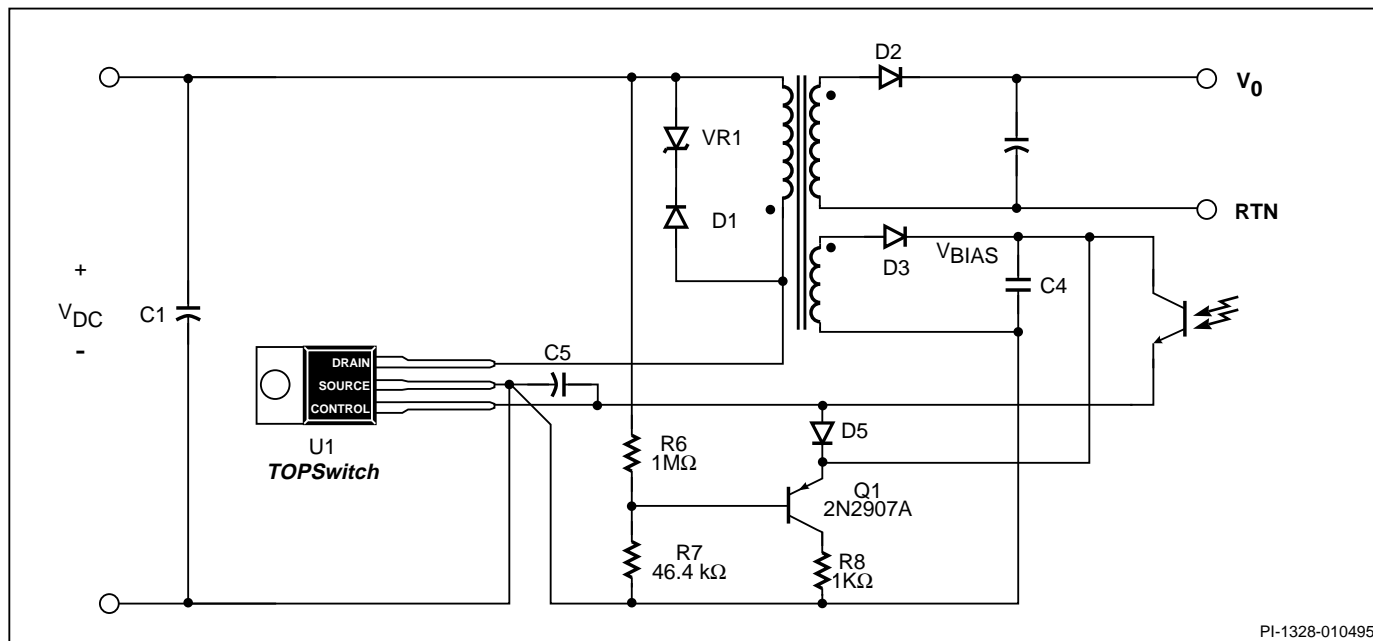 D2
V0
VR1
D1
RTN
D3
VBIAS
C4
+
VDC
-
C1
C5
DRAIN
SOURCE
CONTROL
U1
TOPSwitch
D5
R6
1MΩ
Q1
2N2907A
R7
46.4 kΩ
R8
1KΩ
PI-1328-010495